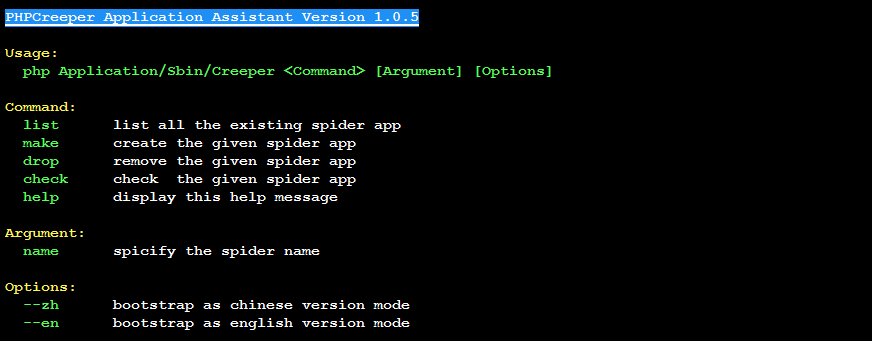 PHPCreeper Application Assistant Version 1.0.5
Usage:
php Application/Sbin/Creeper <Command> [Argument] [Options]
Command:
list list all the existing spider app
make create the given spider app
drop remove the given spider app
check check the given spider app
help display this help message
Argument:
name spicify the spider name
Options:
--zh bootstrap as chinese version mode
--en bootstrap as english version mode